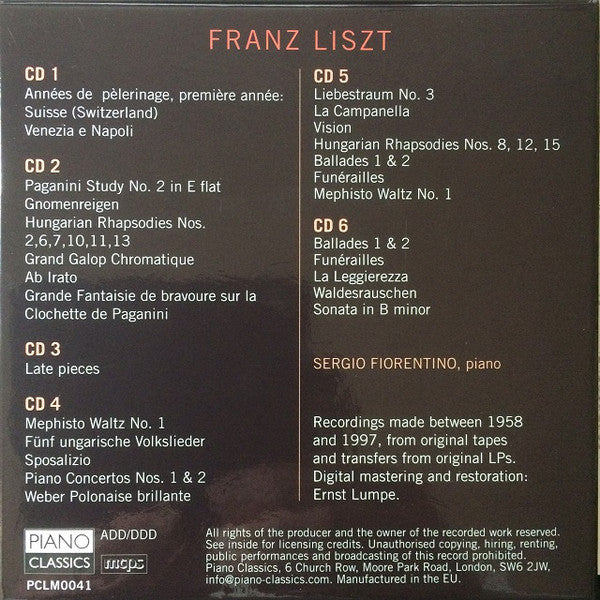 FRANZ LISZT
CD 1
Années de pèlerinage, première année:
Suisse (Switzerland)
Venezia e Napoli
CD 2
Paganini Study No. 2 in E flat
Gnomenreigen
Hungarian Rhapsodies Nos.
2,6,7,10,11,13
Grand Galop Chromatique
Ab Irato
Grande Fantaisie de bravoure sur la
Clochette de Paganini
CD 3
Late pieces
CD 4
Mephisto Waltz No. 1
Fünf ungarische Volkslieder
Sposalizio
Piano Concertos Nos. 1 & 2
Weber Polonaise brillante
CD 5
Liebestraum No. 3
La Campanella
Vision
Hungarian Rhapsodies Nos. 8, 12, 15
Ballades 1 & 2
Funérailles
Mephisto Waltz No. 1
CD 6
Ballades 1 & 2
Funérailles
La Leggierezza
Waldesrauschen
Sonata in B minor
SERGIO FIORENTINO, piano
Recordings made between 1958
and 1997, from original tapes
and transfers from original LPs.
Digital mastering and restoration:
Ernst Lumpe.
PIANO
CLASSICS
ADD/DDD
mcps
PCLM0041
All rights of the producer and the owner of the recorded work reserved.
See inside for licensing credits. Unauthorised copying, hiring, renting,
public performances and broadcasting of this record prohibited.
Piano Classics, 6 Church Row, Moore Park Road, London, SW6 2JW,
info@piano-classics.com. Manufactured in the EU.